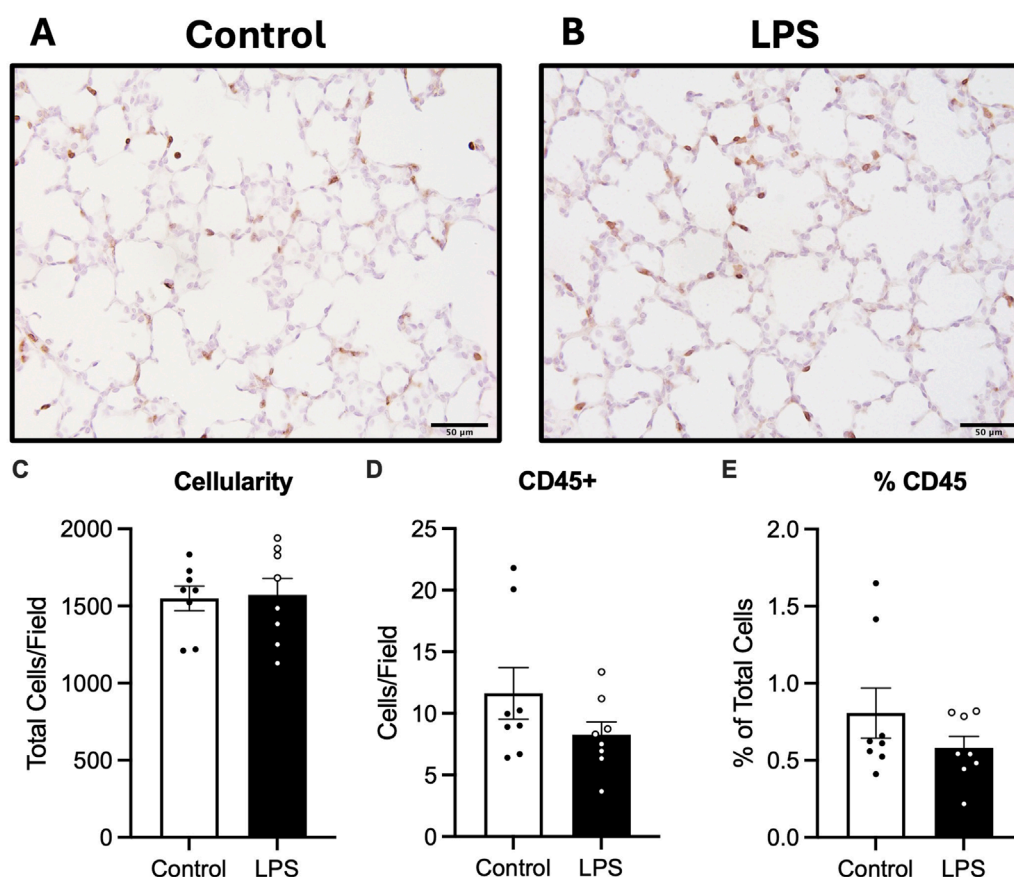 A Control
B LPS
50 µm
50 µm
C Cellularity
2000
1500
1000
500
0
Total Cells/Field
Control LPS
D CD45+
25
20
15
10
5
0
Cells/Field
Control LPS
E % CD45
2.0
1.5
1.0
0.5
0.0
% of Total Cells
Control LPS